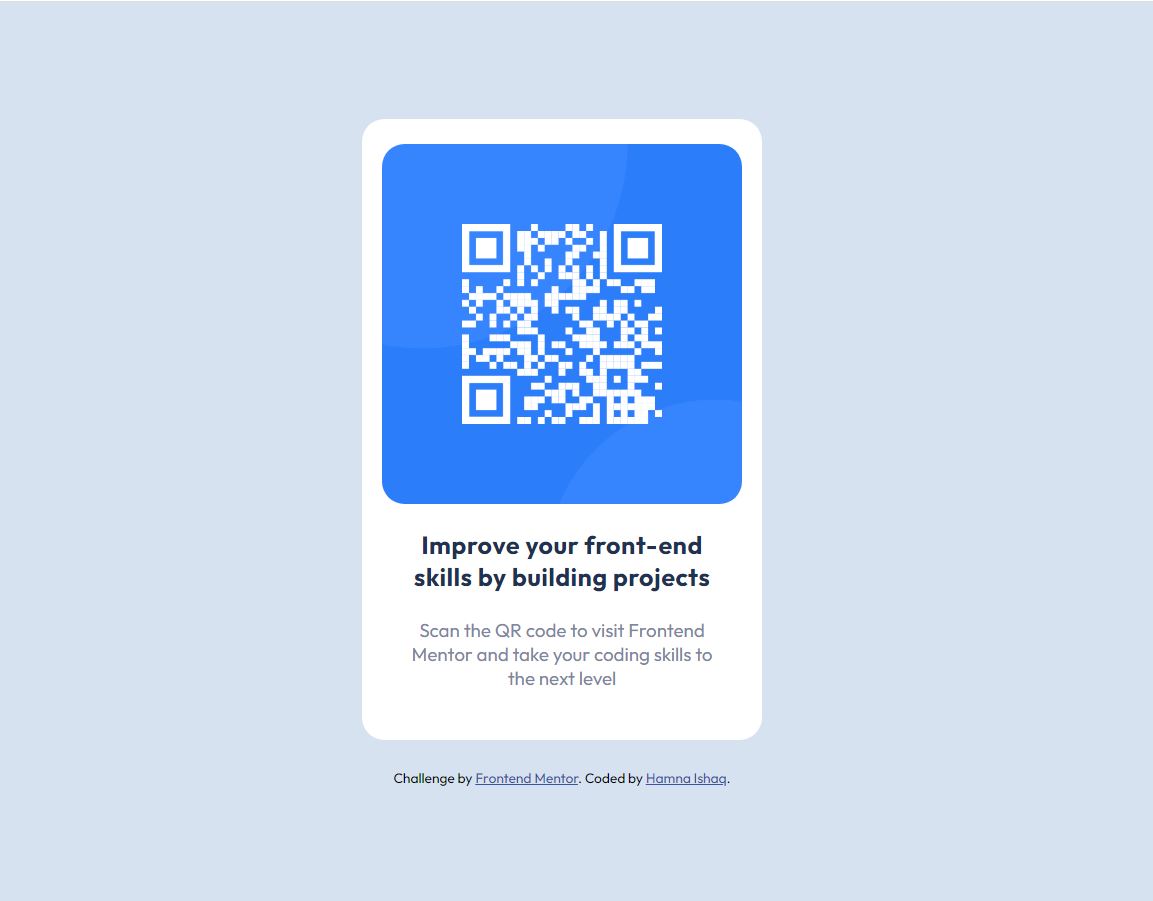 Improve your front-end
skills by building projects
Scan the QR code to visit Frontend
Mentor and take your coding skills to
the next level
Challenge by Frontend Mentor. Coded by Hamna Ishaq.